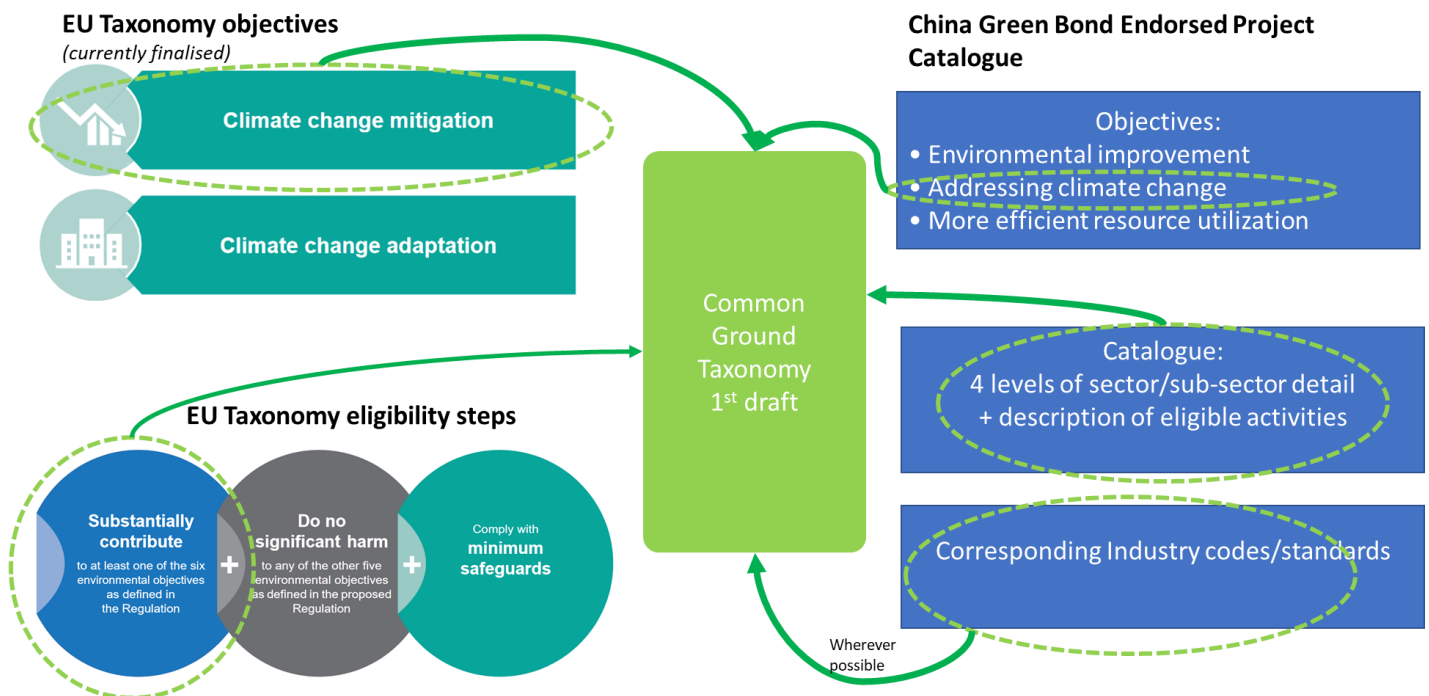 EU Taxonomy objectives
(currently finalised)
Climate change mitigation
Climate change adaptation
EU Taxonomy eligibility steps
Substantially
contribute
to at least one of the six
environmental objectives
as defined in
the Regulation
+
Do no
significant harm
to any of the other five
environmental objectives
as defined in the proposed
Regulation
+
Comply with
minimum
safeguards
Common
Ground
Taxonomy
1st draft
China Green Bond Endorsed Project
Catalogue
Objectives:
• Environmental improvement
• Addressing climate change
• More efficient resource utilization
Catalogue:
4 levels of sector/sub-sector detail
+ description of eligible activities
Corresponding Industry codes/standards
Wherever
possible